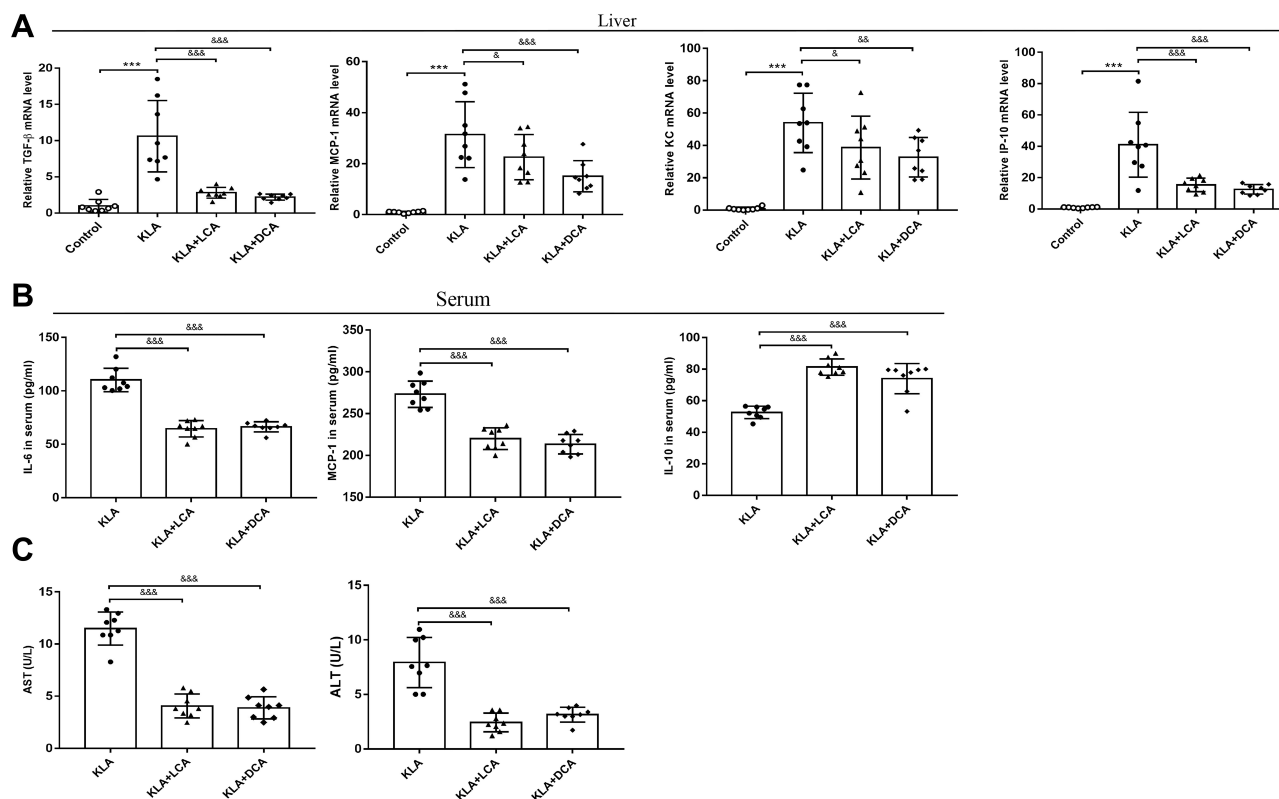 A
Liver
Relative TGF-β mRNA level
20
15
10
5
0
***
&&&
&&&
Control
KLA
KLA+LCA
KLA+DCA
Relative MCP-1 mRNA level
60
40
20
0
***
&
&&&
Control
KLA
KLA+LCA
KLA+DCA
Relative KC mRNA level
100
80
60
40
20
0
***
&
&&
Control
KLA
KLA+LCA
KLA+DCA
Relative IP-10 mRNA level
100
80
60
40
20
0
***
&&&
&&&
Control
KLA
KLA+LCA
KLA+DCA
B
Serum
IL-6 in serum (pg/ml)
150
100
50
0
&&&
&&&
KLA
KLA+LCA
KLA+DCA
MCP-1 in serum (pg/ml)
350
300
250
200
150
&&&
&&&
KLA
KLA+LCA
KLA+DCA
IL-10 in serum (pg/ml)
100
80
60
40
20
0
&&&
&&&
KLA
KLA+LCA
KLA+DCA
C
AST (U/L)
15
10
5
0
&&&
&&&
KLA
KLA+LCA
KLA+DCA
ALT (U/L)
15
10
5
0
&&&
&&&
KLA
KLA+LCA
KLA+DCA